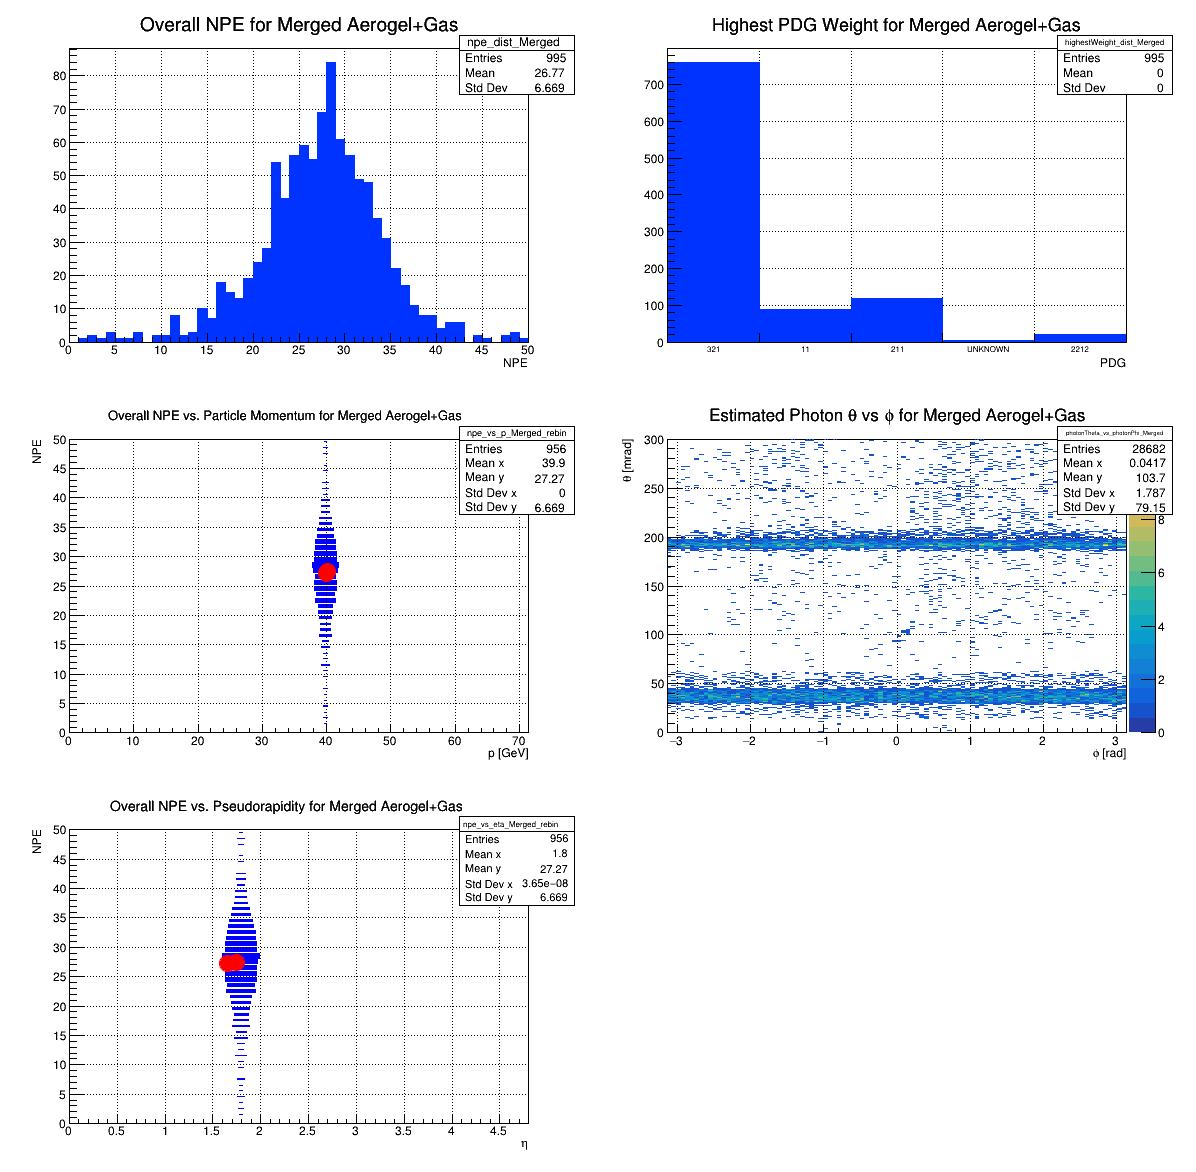 Overall NPE for Merged Aerogel+Gas
npe_dist_Merged
Entries 995
Mean 26.77
Std Dev 6.669
80
70
60
50
40
30
20
10
0
0 5 10 15 20 25 30 35 40 45 50
NPE
Highest PDG Weight for Merged Aerogel+Gas
highestWeight_dist_Merged
Entries 995
Mean 0
Std Dev 0
700
600
500
400
300
200
100
0
321 11 211 UNKNOWN 2212
PDG
Overall NPE vs. Particle Momentum for Merged Aerogel+Gas
npe_vs_p_Merged_rebin
Entries 956
Mean x 39.9
Mean y 27.27
Std Dev x 0
Std Dev y 6.669
NPE
50
45
40
35
30
25
20
15
10
5
0
0 10 20 30 40 50 60 70
p [GeV]
Estimated Photon θ vs ϕ for Merged Aerogel+Gas
photonTheta_vs_photonPhi_Merged
Entries 28682
Mean x 0.0417
Mean y 103.7
Std Dev x 1.787
Std Dev y 79.15
θ [mrad]
300
250
200
150
100
50
0
−3 −2 −1 0 1 2 3
ϕ [rad]
8
6
4
2
0
Overall NPE vs. Pseudorapidity for Merged Aerogel+Gas
npe_vs_eta_Merged_rebin
Entries 956
Mean x 1.8
Mean y 27.27
Std Dev x 3.65e−08
Std Dev y 6.669
NPE
50
45
40
35
30
25
20
15
10
5
0
0 0.5 1 1.5 2 2.5 3 3.5 4 4.5
η